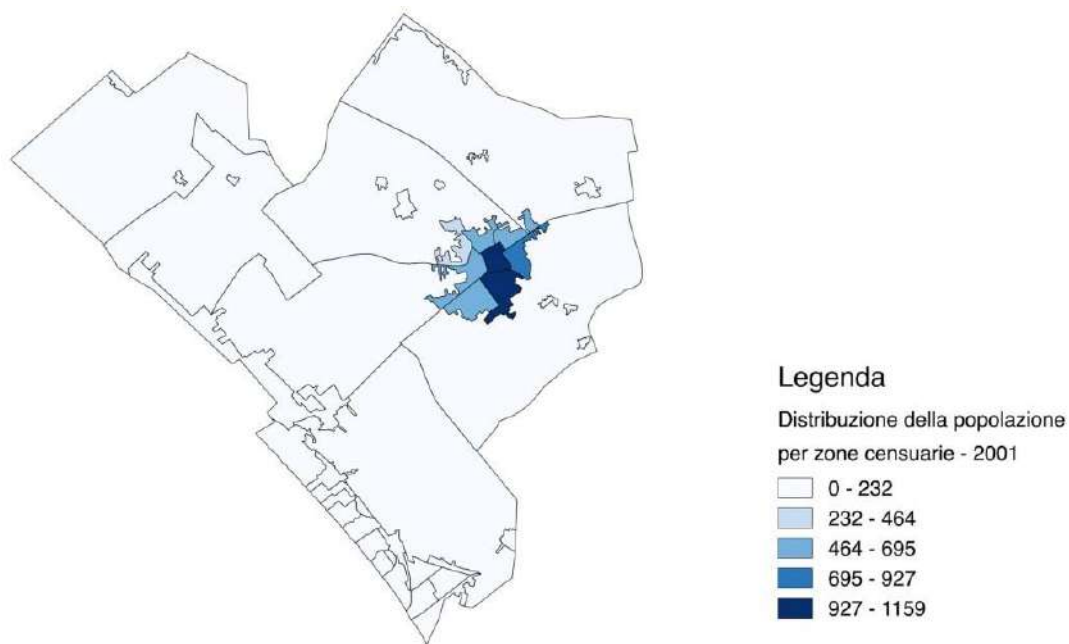 Legenda
Distribuzione della popolazione
per zone censuarie - 2001
0 - 232
232 - 464
464 - 695
695 - 927
927 - 1159